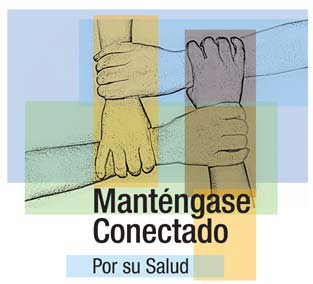 Manténgase
Conectado
Por su Salud